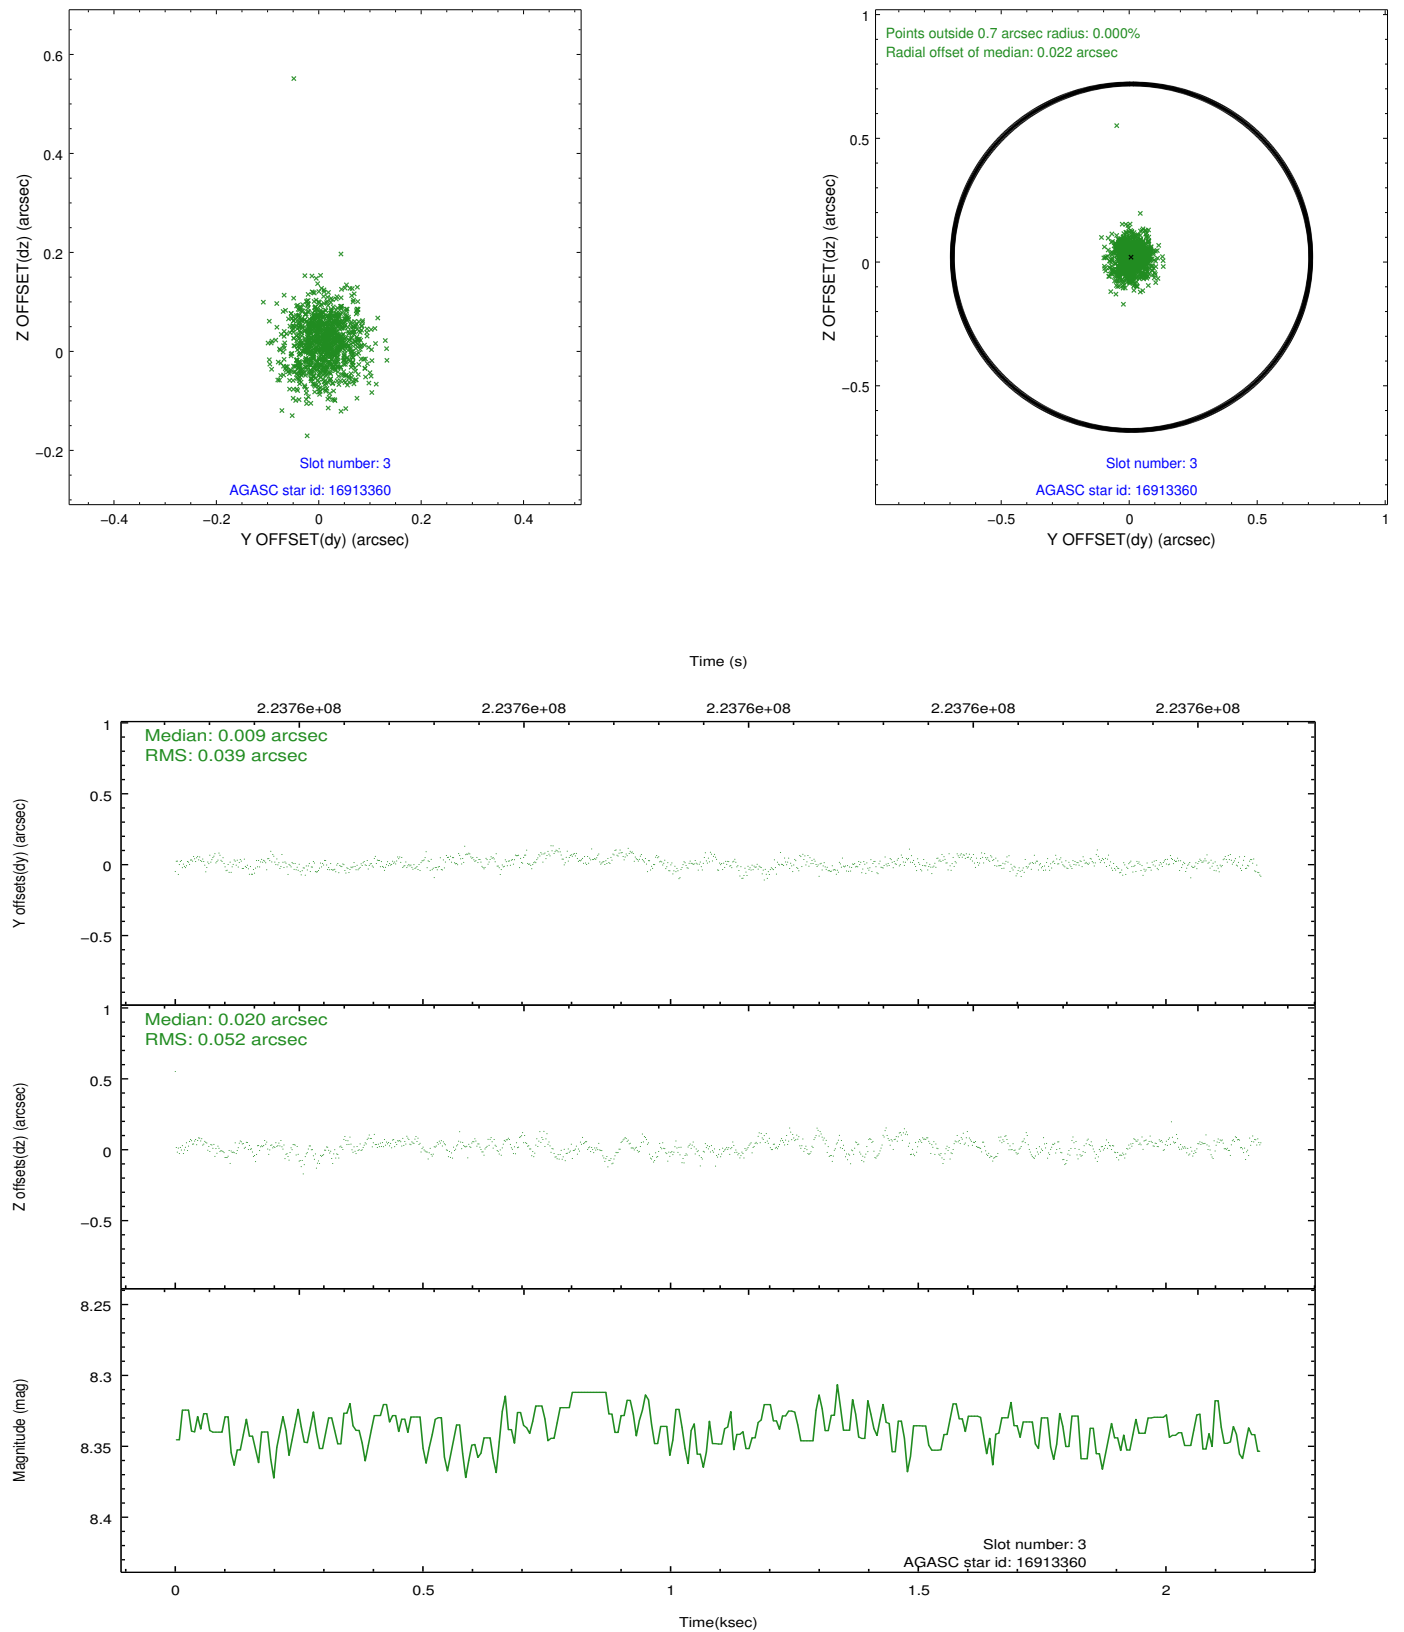 0.6
0.4
0.2
0
−0.2
Z OFFSET(dz) (arcsec)
Slot number: 3
AGASC star id: 16913360
−0.4 −0.2 0 0.2 0.4
Y OFFSET(dy) (arcsec)
1
0.5
0
−0.5
Z OFFSET(dz) (arcsec)
Points outside 0.7 arcsec radius: 0.000%
Radial offset of median: 0.022 arcsec
Slot number: 3
AGASC star id: 16913360
−0.5 0 0.5 1
Y OFFSET(dy) (arcsec)
Time (s)
2.2376e+08 2.2376e+08 2.2376e+08 2.2376e+08 2.2376e+08
1
0.5
0
−0.5
Y offsets(dy) (arcsec)
Median: 0.009 arcsec
RMS: 0.039 arcsec
1
0.5
0
−0.5
Z offsets(dz) (arcsec)
Median: 0.020 arcsec
RMS: 0.052 arcsec
8.25
8.3
8.35
8.4
Magnitude (mag)
Slot number: 3
AGASC star id: 16913360
0 0.5 1 1.5 2
Time(ksec)